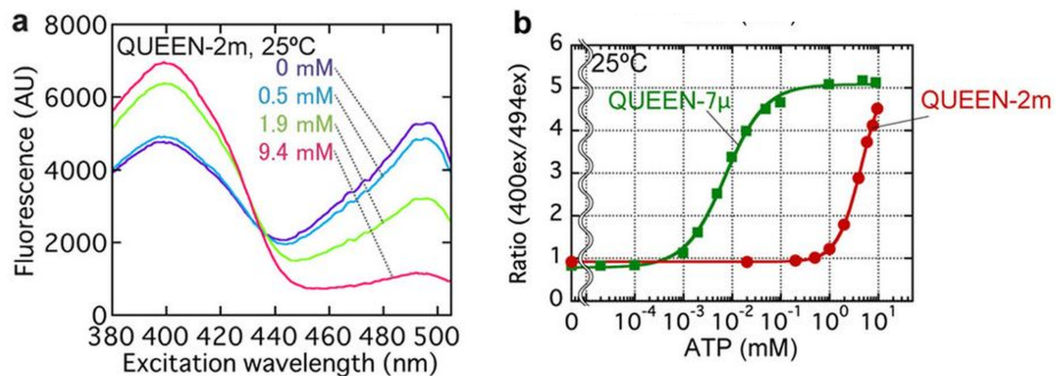 a
QUEEN-2m, 25ºC
0 mM
0.5 mM
1.9 mM
9.4 mM
Fluorescence (AU)
8000
6000
4000
2000
0
380 400 420 440 460 480 500
Excitation wavelength (nm)
b
25ºC
QUEEN-7μ
QUEEN-2m
Ratio (400ex/494ex)
6
5
4
3
2
1
0
0 10-4 10-3 10-2 10-1 100 101
ATP (mM)